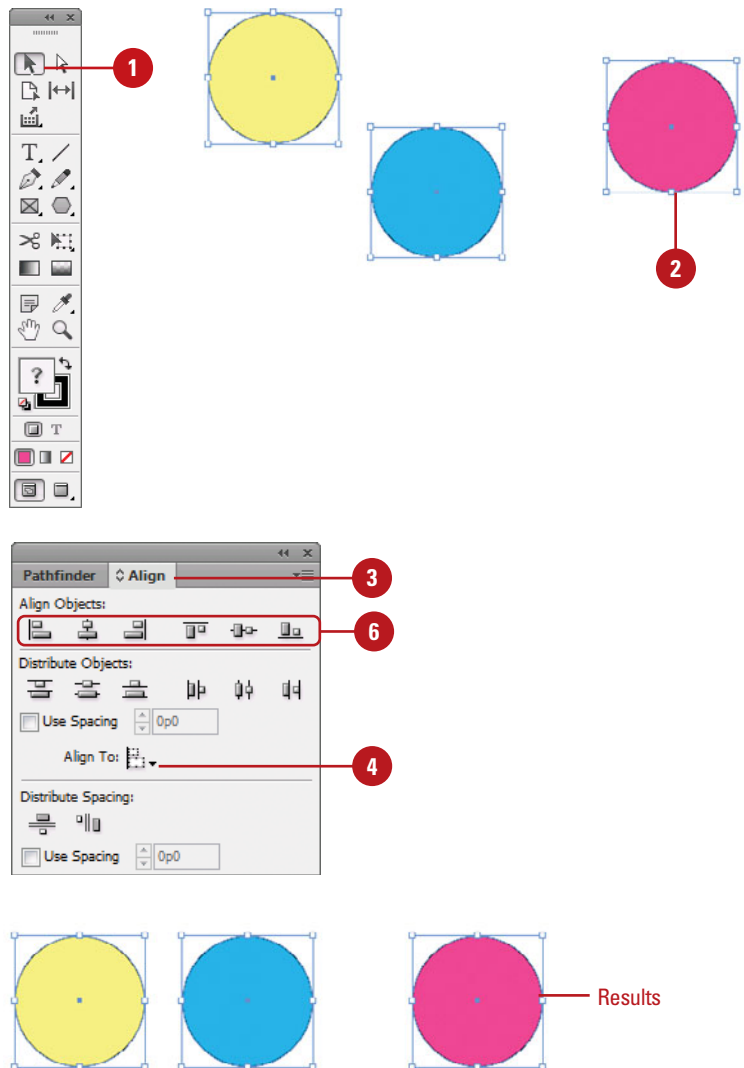 1
2
T
?
T
Pathfinder
Align
3
Align Objects:
6
Distribute Objects:
Use Spacing 0p0
Align To:
4
Distribute Spacing:
Use Spacing 0p0
Results